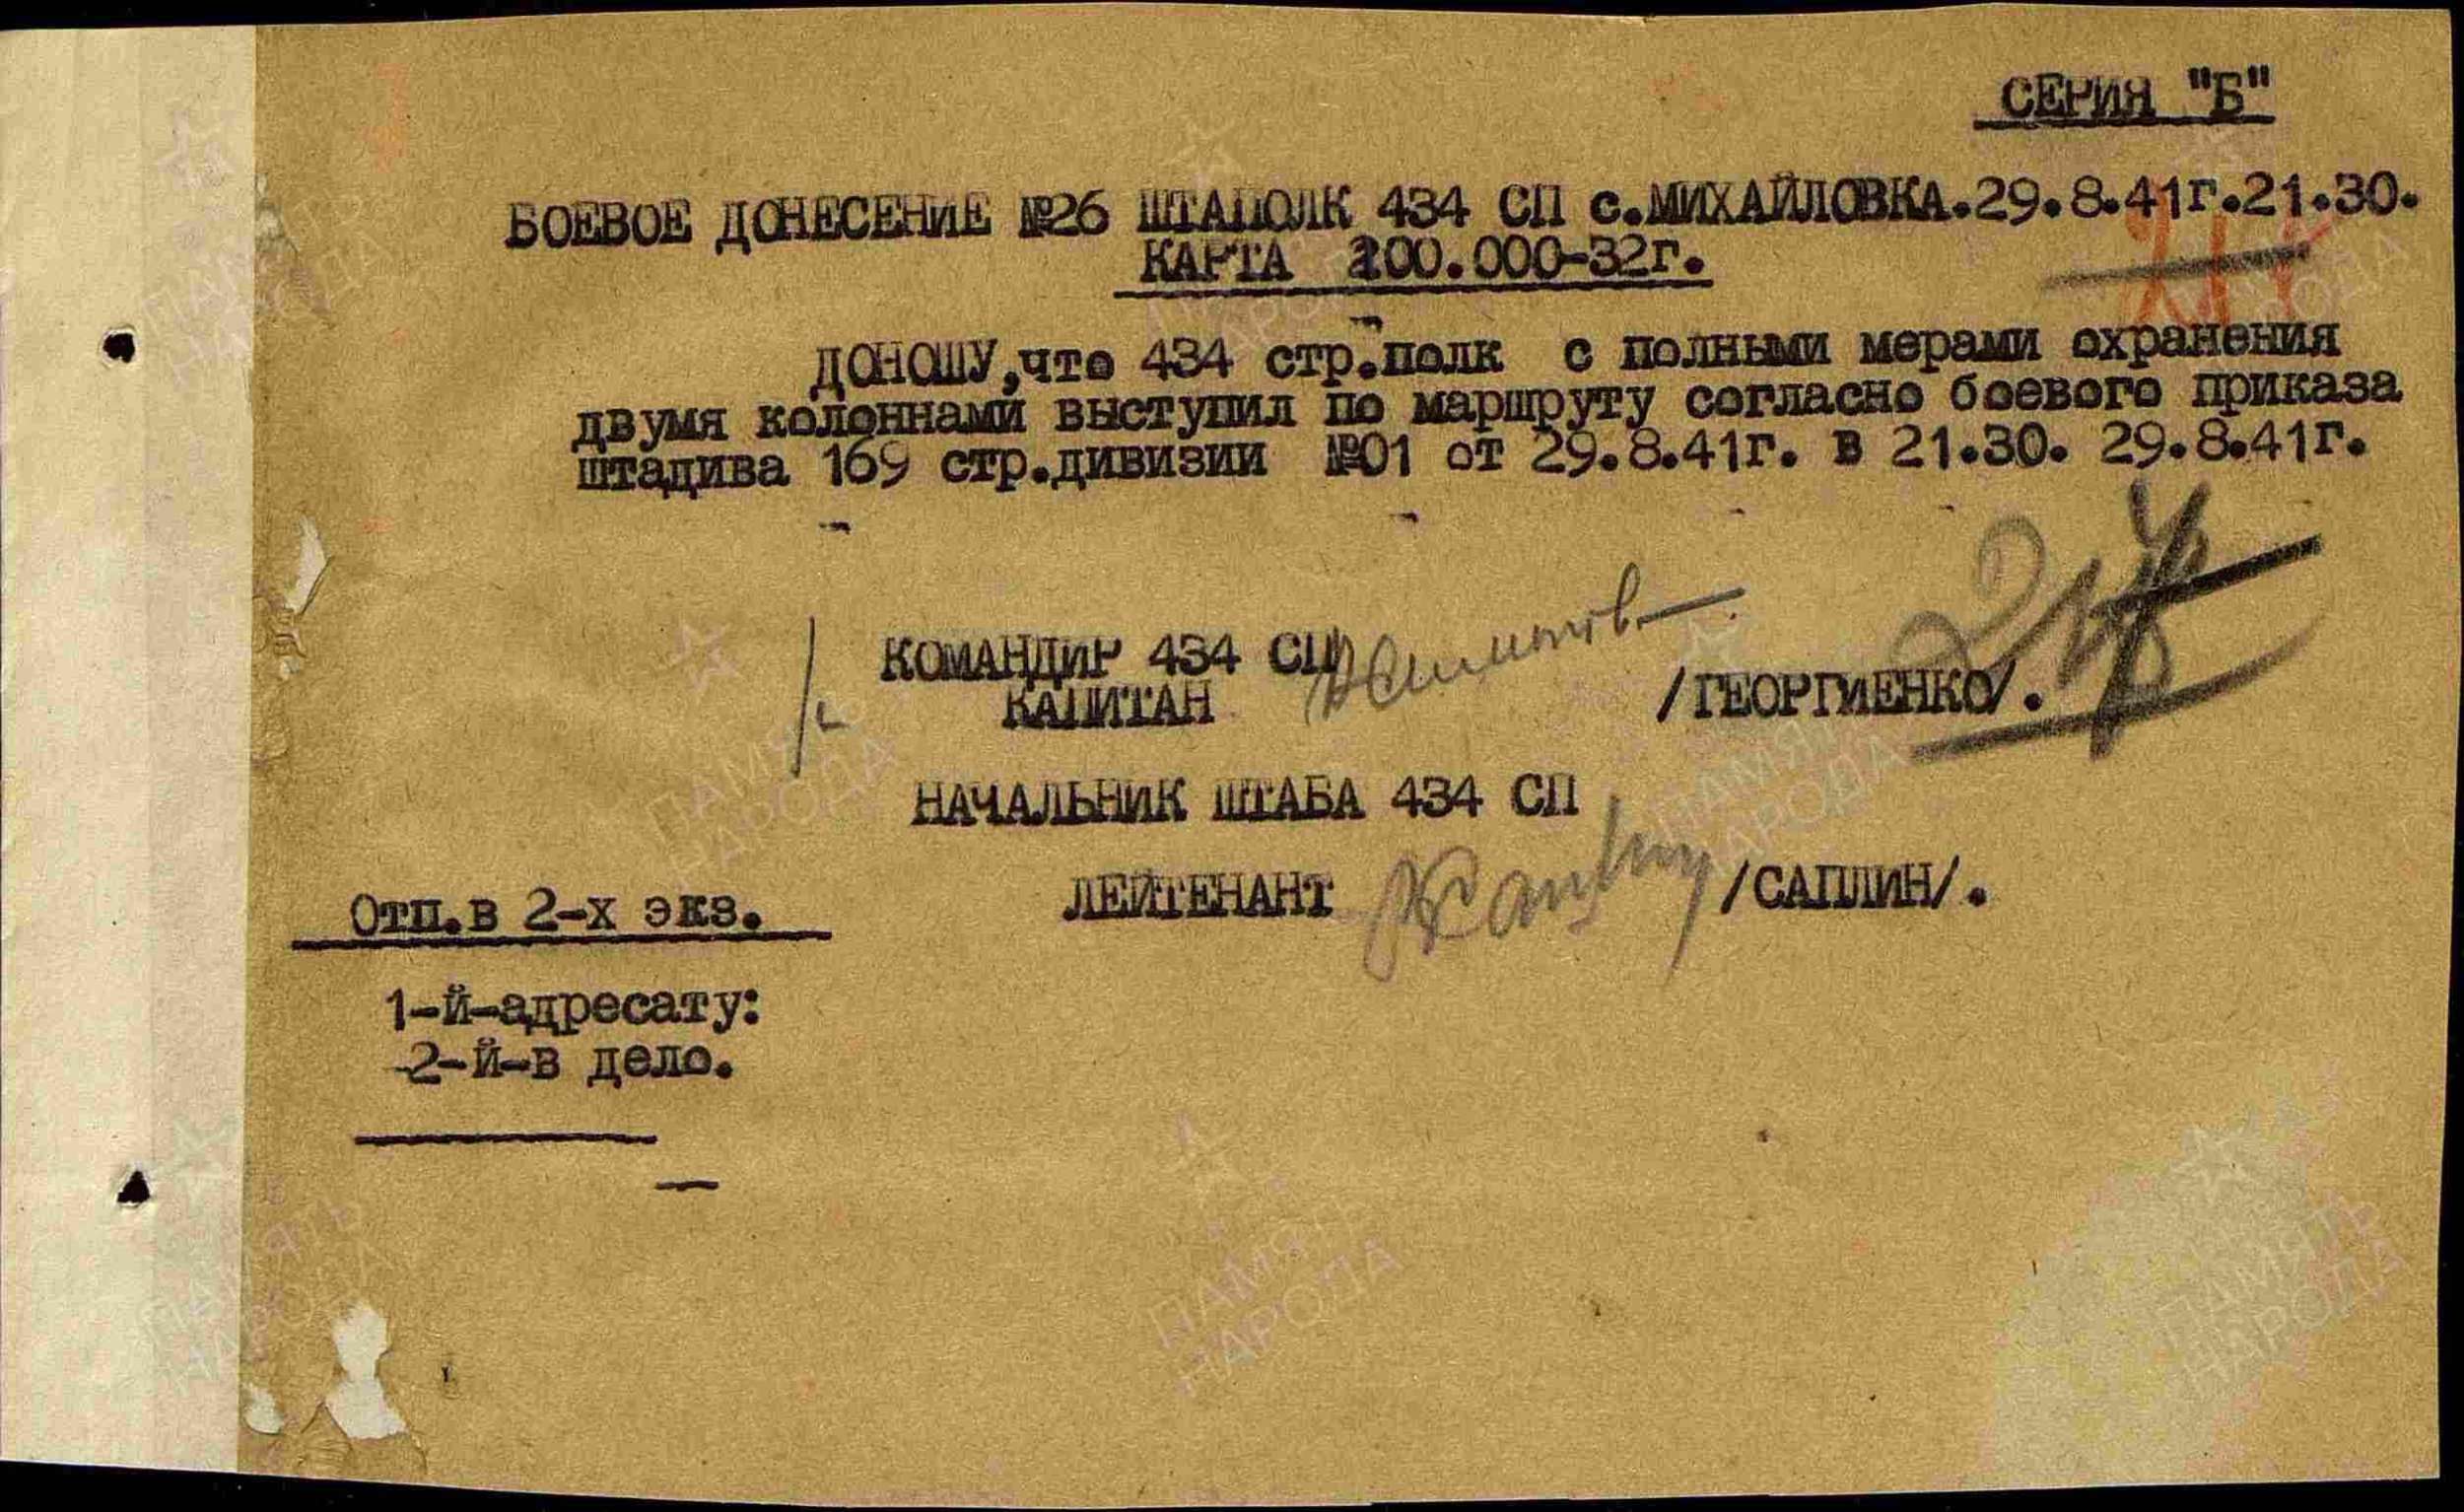 СЕРИЯ "Б"
БОЕВОЕ ДОНЕСЕНИЕ №26 ШТАПОЛК 434 СП с.МИХАЙЛОВКА.29.8.41г.21.30.
КАРТА 200.000-32г.
ДОНОШУ,что 434 стр.полк с полными мерами охранения
двумя колоннами выступил по маршруту согласно боевого приказа
штадива 169 стр.дивизии №01 от 29.8.41г. в 21.30. 29.8.41г.
КОМАНДИР 434 СП
КАПИТАН /ГЕОРГИЕНКО/.
НАЧАЛЬНИК ШТАБА 434 СП
ЛЕЙТЕНАНТ /САПЛИН/.
Отп.в 2-х экз.
1-й-адресату:
2-й-в дело.
ПАМЯТЬ
НАРОДА